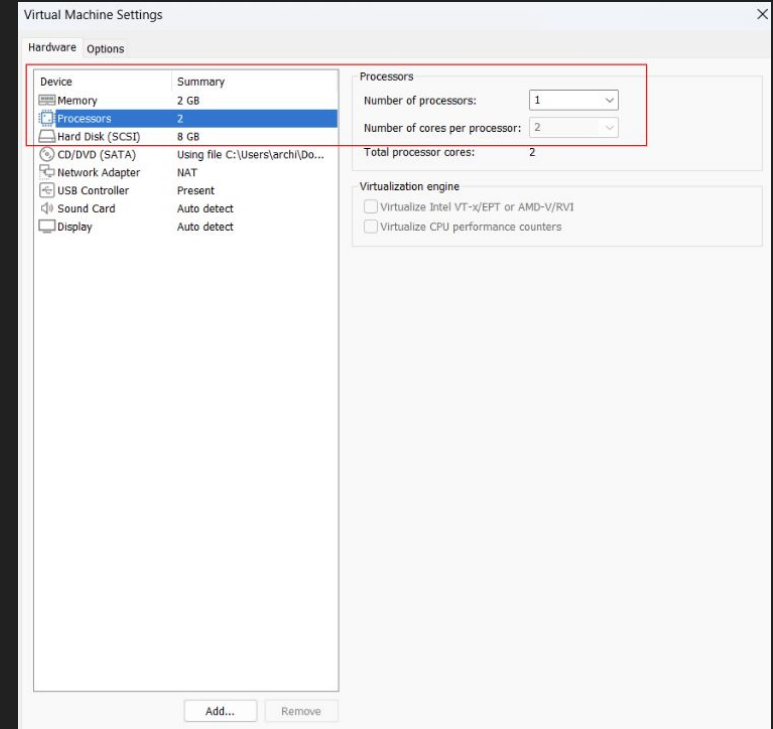 Virtual Machine Settings
Hardware Options
Device Summary
Memory 2 GB
Processors 2
Hard Disk (SCSI) 8 GB
CD/DVD (SATA) Using file C:\Users\archi\Do...
Network Adapter NAT
USB Controller Present
Sound Card Auto detect
Display Auto detect
Add... Remove
Processors
Number of processors: 1
Number of cores per processor: 2
Total processor cores: 2
Virtualization engine
Virtualize Intel VT-x/EPT or AMD-V/RVI
Virtualize CPU performance counters